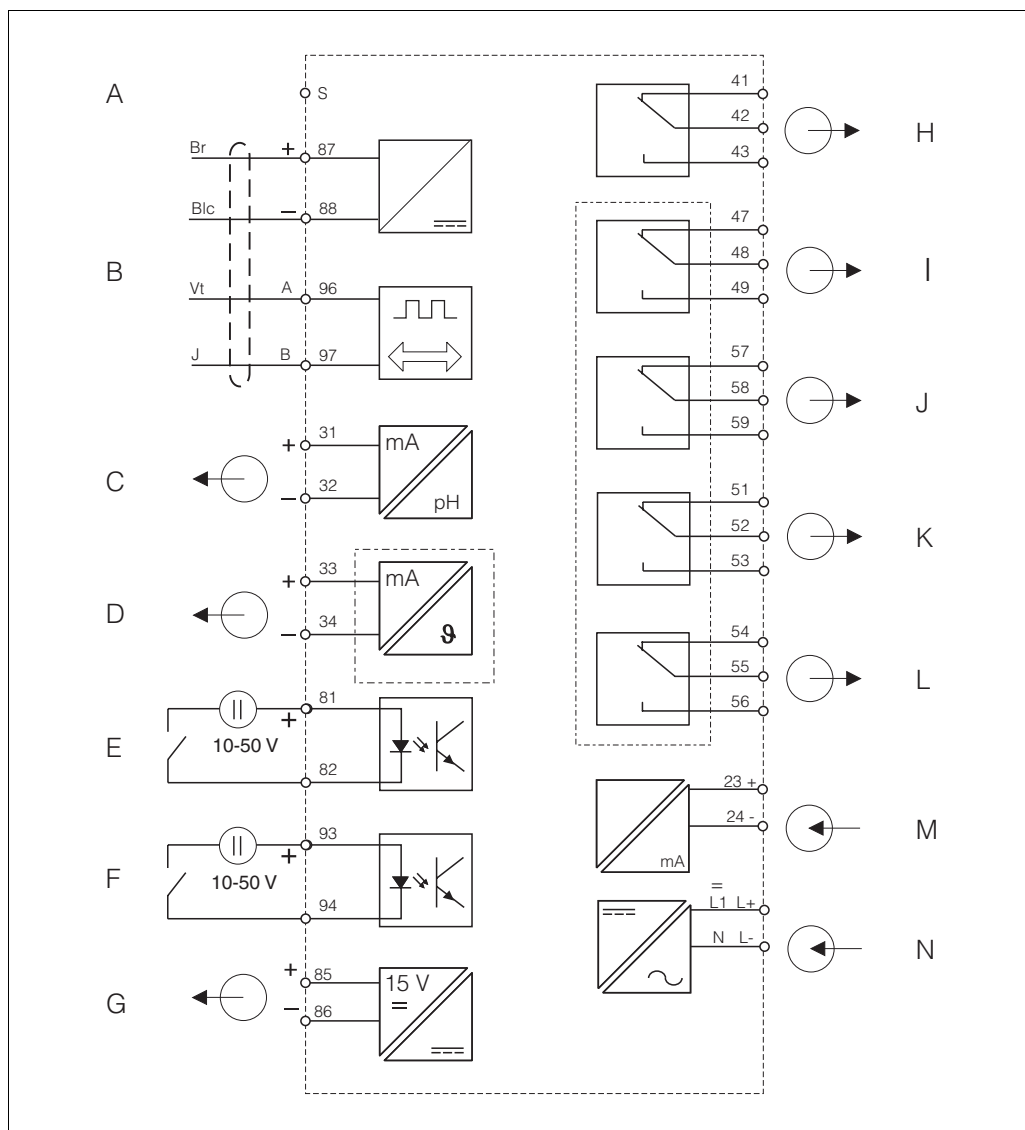 A
S
Br
+
87
Blc
–
88
B
Vt
A
96
J
B
97
C
+
31
–
32
mA
pH
D
+
33
–
34
mA
ϑ
E
10-50 V
+
81
82
F
10-50 V
+
93
94
G
+
85
–
86
15 V
=
41
42
43
H
47
48
49
I
57
58
59
J
51
52
53
K
54
55
56
L
23 +
24 -
mA
M
=
L1 L+
N L-
N